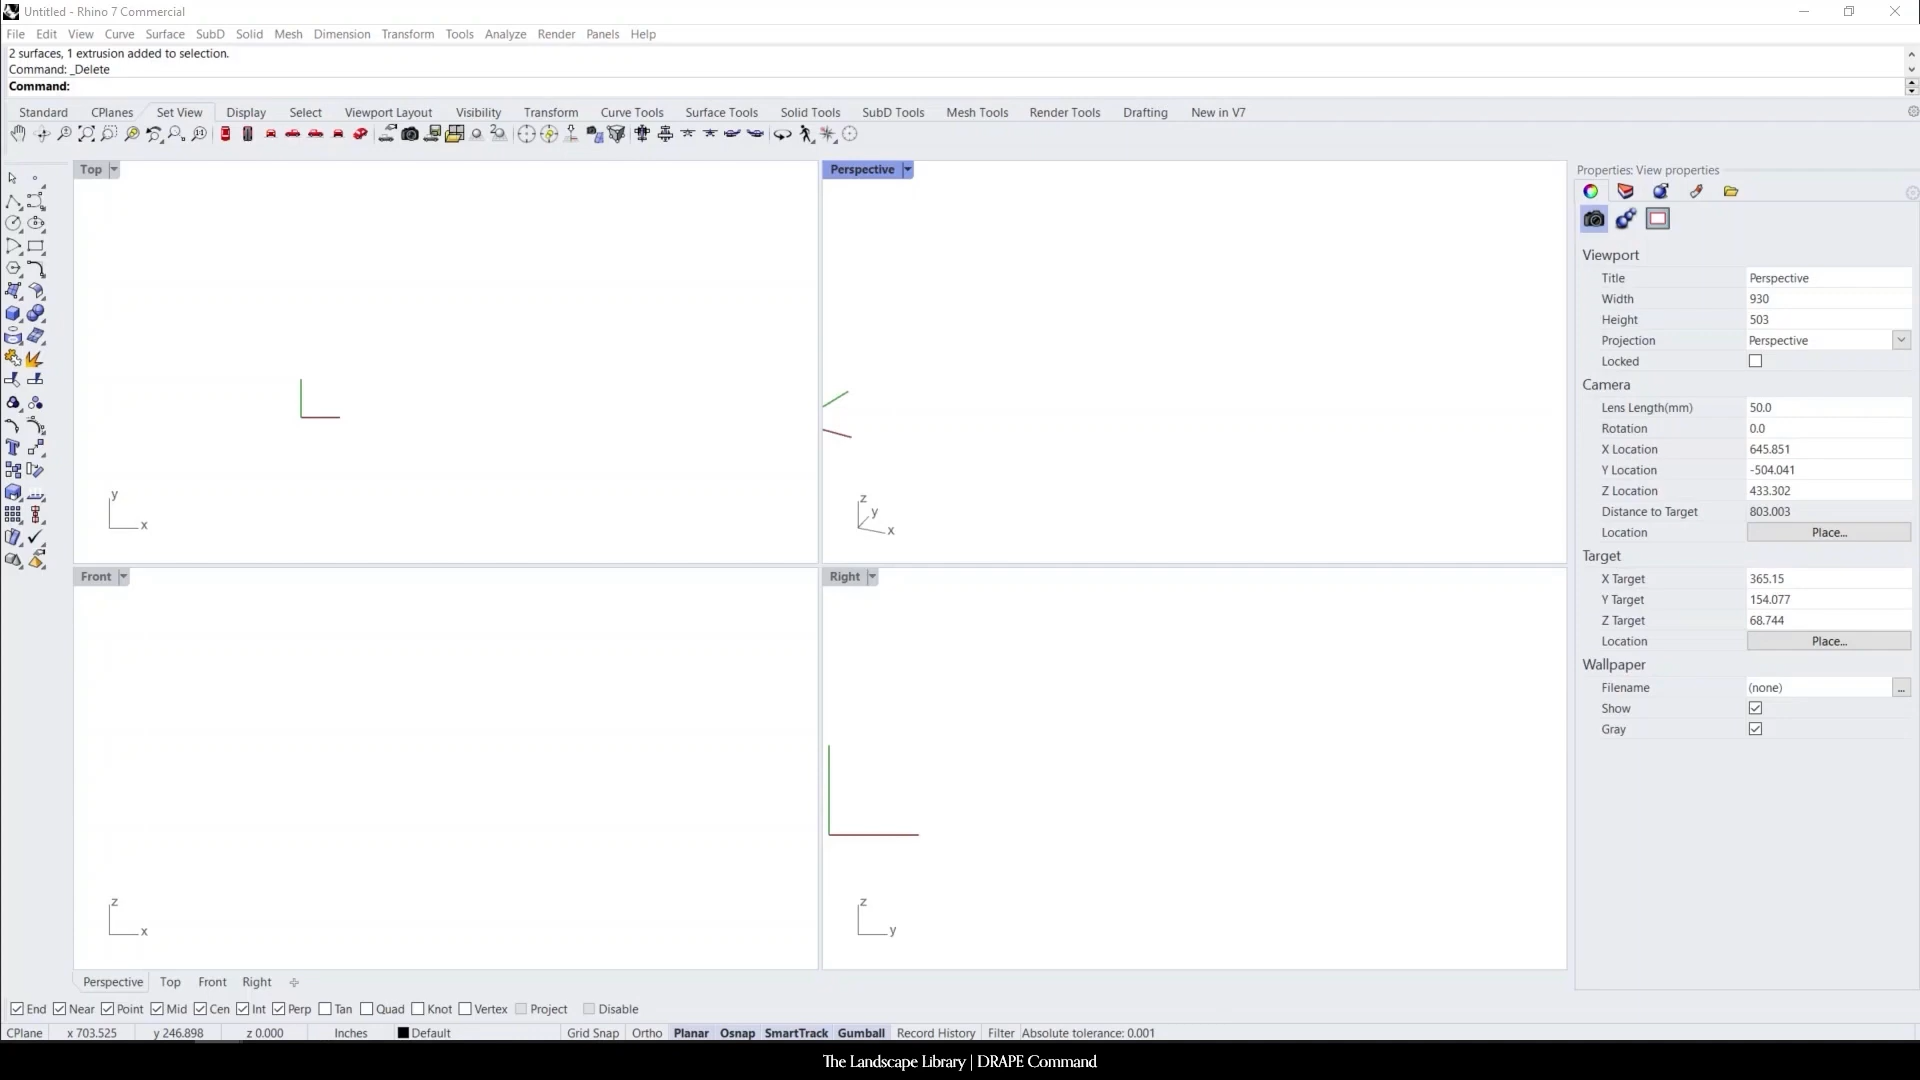 Untitled - Rhino 7 Commercial
File Edit View Curve Surface SubD Solid Mesh Dimension Transform Tools Analyze Render Panels Help
2 surfaces, 1 extrusion added to selection.
Command: _Delete
Command:
Standard CPlanes Set View Display Select Viewport Layout Visibility Transform Curve Tools Surface Tools Solid Tools SubD Tools Mesh Tools Render Tools Drafting New in V7
Top
Perspective
Properties: View properties
Viewport
Title Perspective
Width 930
Height 503
Projection Perspective
Locked
Camera
Lens Length(mm) 50.0
Rotation 0.0
X Location 645.851
Y Location -504.041
Z Location 433.302
Distance to Target 803.003
Location Place...
Target
X Target 365.15
Y Target 154.077
Z Target 68.744
Location Place...
Wallpaper
Filename (none) ...
Show
Gray
y
x
z
y
x
Front
Right
z
x
z
y
Perspective Top Front Right
End Near Point Mid Cen Int Perp Tan Quad Knot Vertex Project Disable
CPlane x 703.525 y 246.898 z 0.000 Inches Default Grid Snap Ortho Planar Osnap SmartTrack Gumball Record History Filter Absolute tolerance: 0.001
The Landscape Library | DRAPE Command